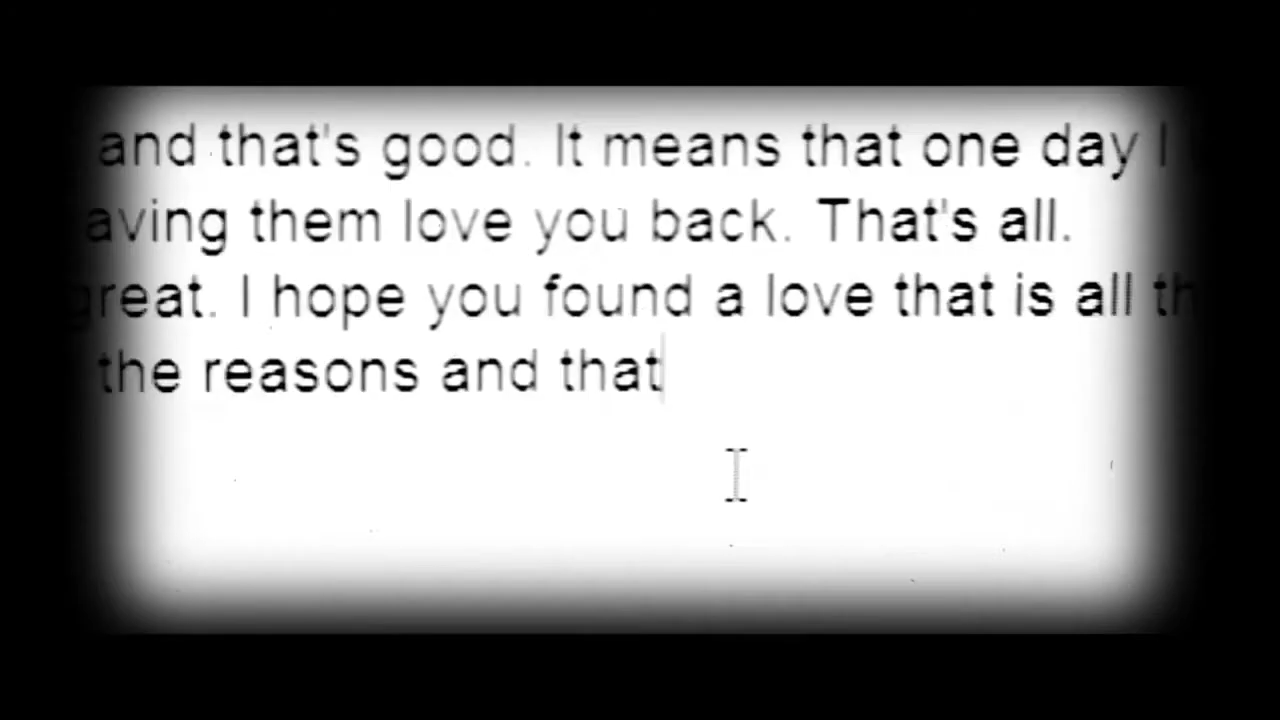 and that's good. It means that one day I
aving them love you back. That's all.
great. I hope you found a love that is all th
the reasons and that